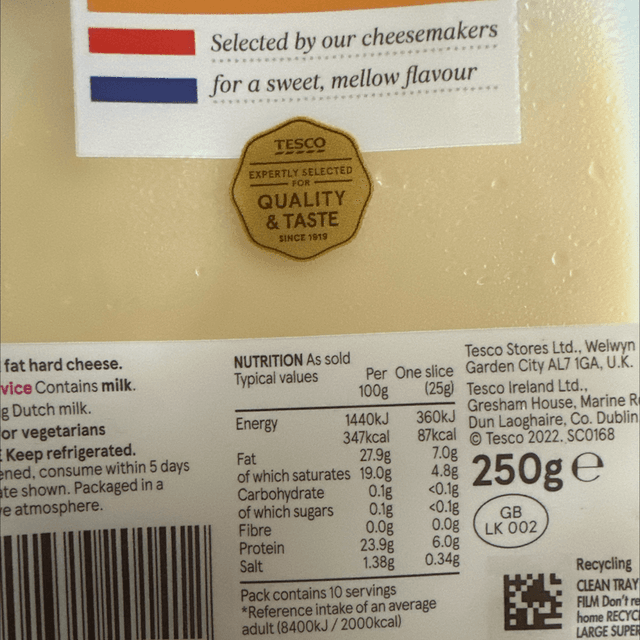 Selected by our cheesemakers
for a sweet, mellow flavour
TESCO
EXPERTLY SELECTED
FOR
QUALITY
& TASTE
SINCE 1919
fat hard cheese.
vice Contains milk.
g Dutch milk.
or vegetarians
Keep refrigerated.
ened, consume within 5 days
ate shown. Packaged in a
e atmosphere.
NUTRITION As sold
Typical values Per 100g One slice (25g)
Energy 1440kJ 360kJ
347kcal 87kcal
Fat 27.9g 7.0g
of which saturates 19.0g 4.8g
Carbohydrate 0.1g <0.1g
of which sugars 0.1g <0.1g
Fibre 0.0g 0.0g
Protein 23.9g 6.0g
Salt 1.38g 0.34g
Pack contains 10 servings
*Reference intake of an average
adult (8400kJ / 2000kcal)
Tesco Stores Ltd., Welwyn
Garden City AL7 1GA, U.K.
Tesco Ireland Ltd.,
Gresham House, Marine R
Dun Laoghaire, Co. Dublin
© Tesco 2022. SC0168
250g e
GB
LK 002
Recycling
CLEAN TRAY
FILM Don't re
home RECYC
LARGE SUPER